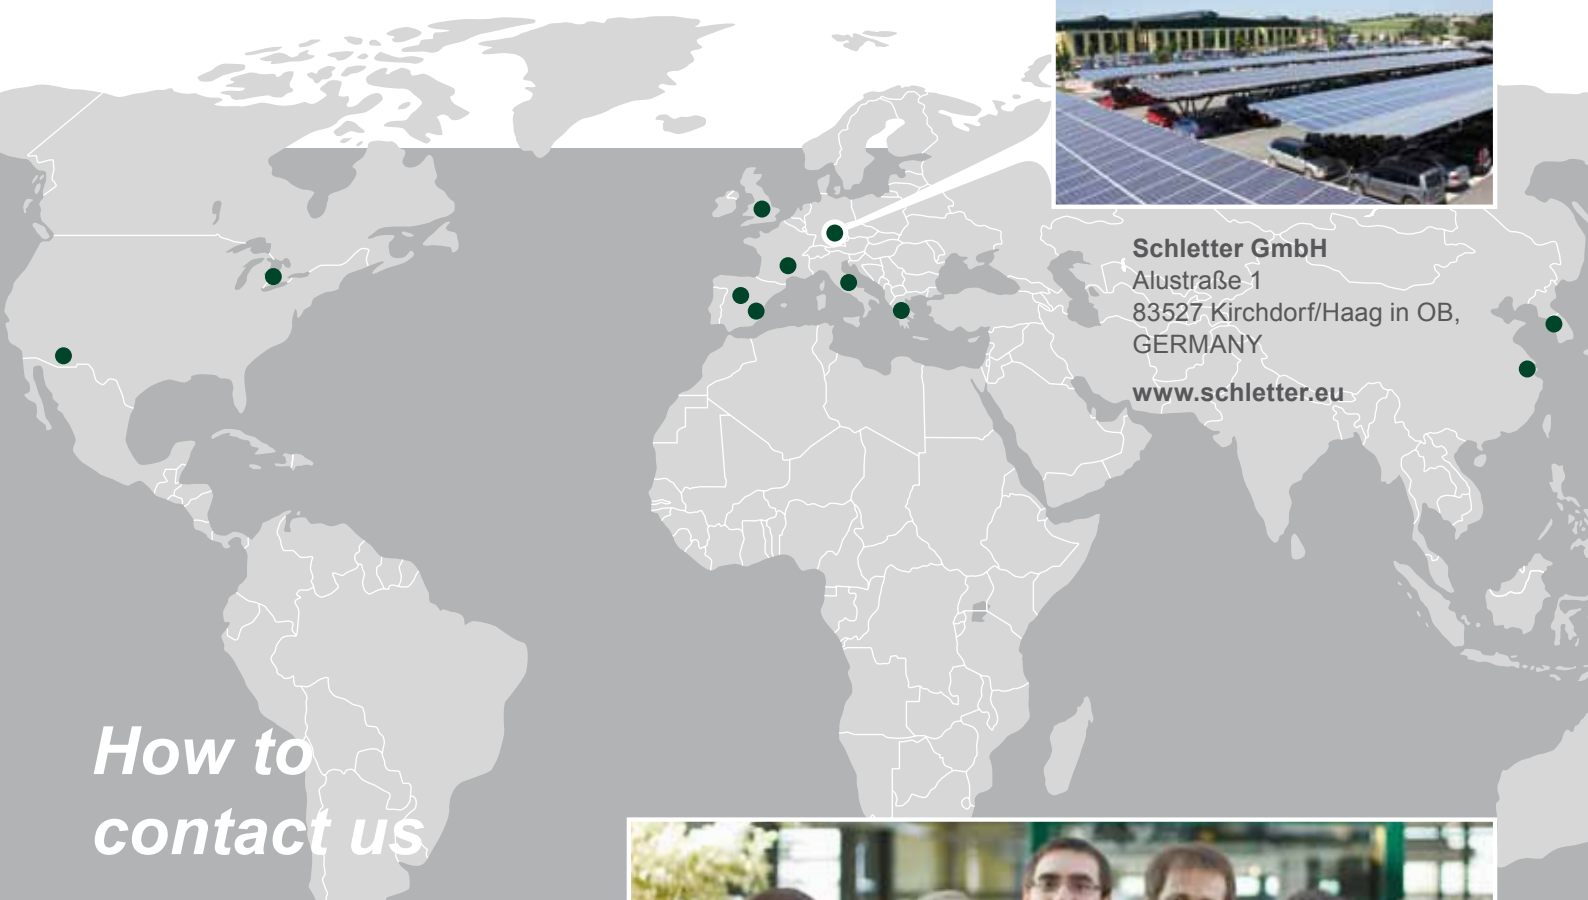 Schletter GmbH
Alustraße 1
83527 Kirchdorf/Haag in OB,
GERMANY
www.schletter.eu
How to
contact us